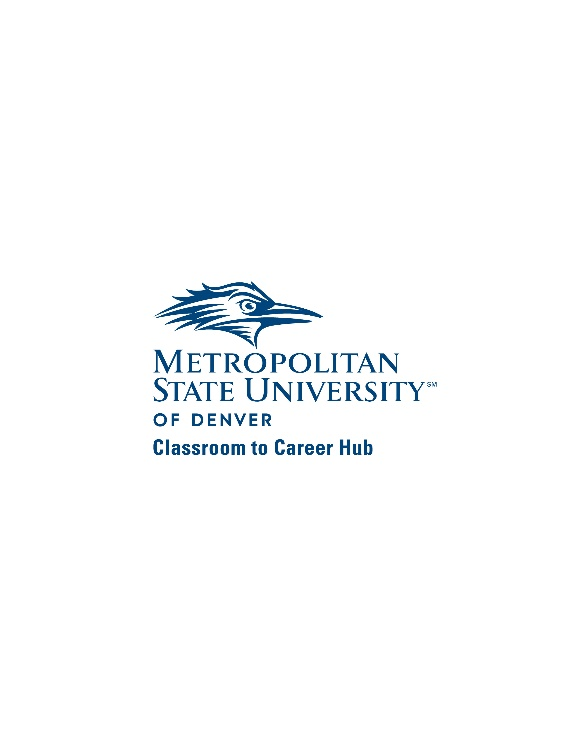 METROPOLITAN
STATE UNIVERSITY℠
OF DENVER
Classroom to Career Hub